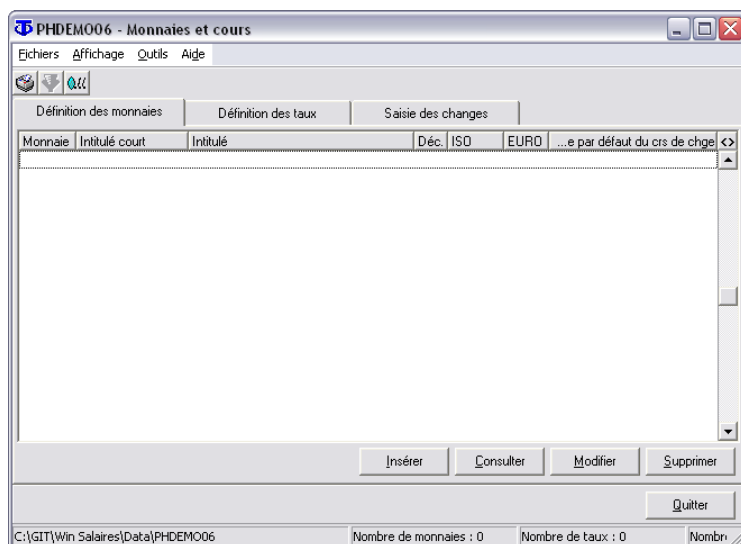 PHDEMO06 - Monnaies et cours
Fichiers Affichage Outils Aide
Définition des monnaies Définition des taux Saisie des changes
Monnaie Intitulé court Intitulé Déc. ISO EURO ...e par défaut du crs de chge <>
Insérer Consulter Modifier Supprimer
Quitter
C:\GIT\Win Salaires\Data\PHDEMO06 Nombre de monnaies : 0 Nombre de taux : 0 Nombr